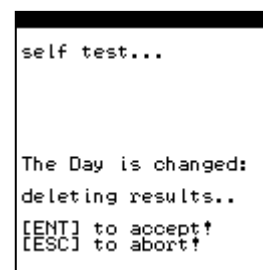 self test...
The Day is changed:
deleting results..
[ENT] to accept!
[ESC] to abort!